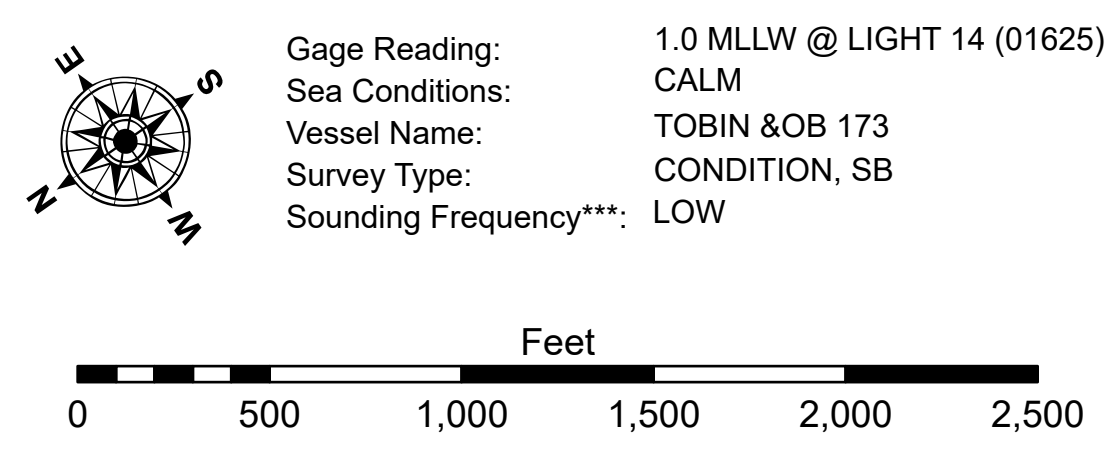 E
S
N
W
Gage Reading: 1.0 MLLW @ LIGHT 14 (01625)
Sea Conditions: CALM
Vessel Name: TOBIN &OB 173
Survey Type: CONDITION, SB
Sounding Frequency***: LOW
Feet
0 500 1,000 1,500 2,000 2,500